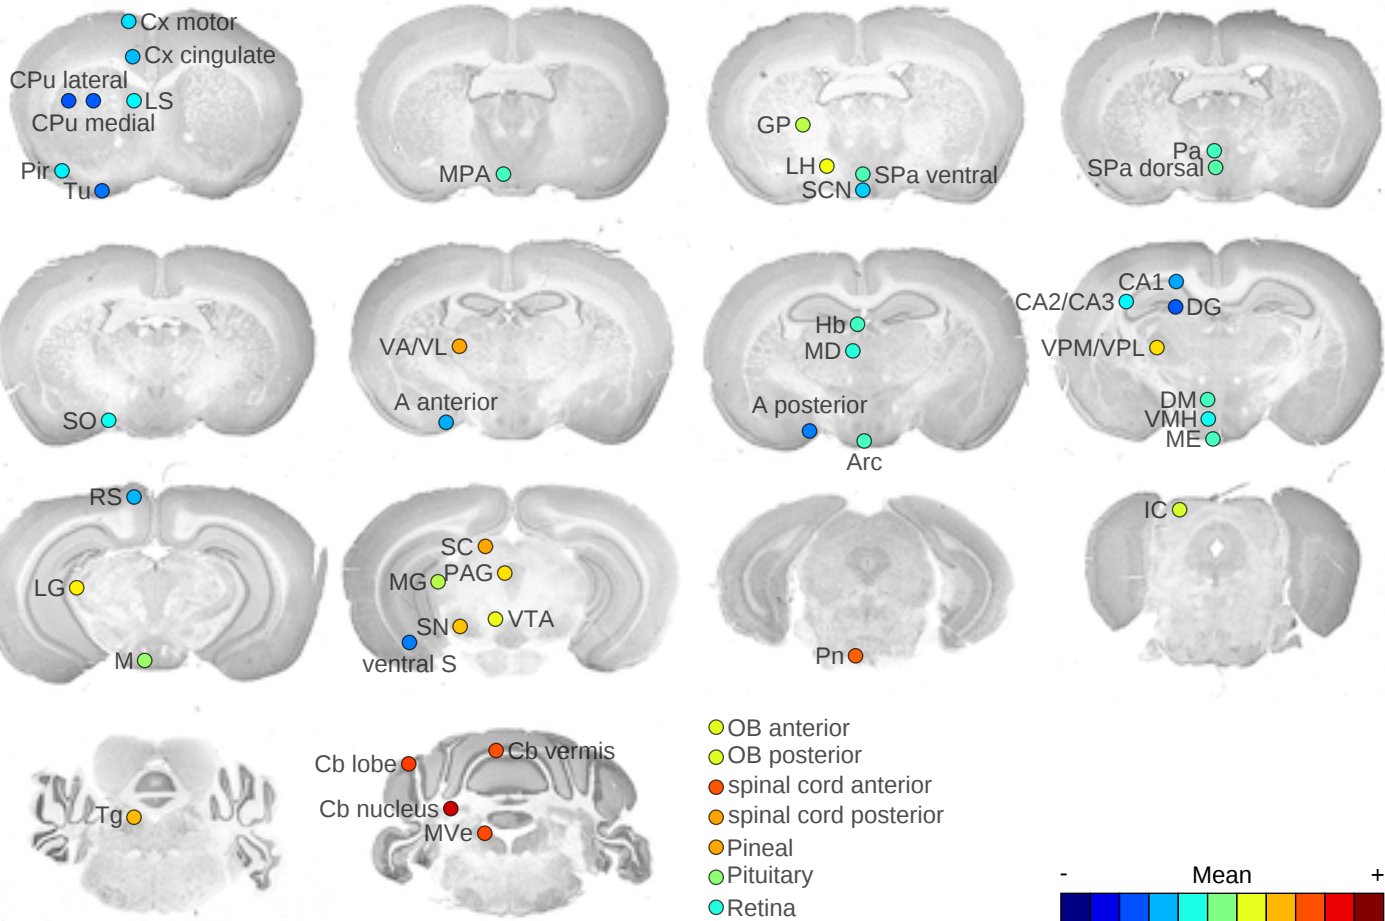 Cx motor
Cx cingulate
CPu lateral
LS
CPu medial
Pir
Tu
MPA
GP
LH
SPa ventral
SCN
Pa
SPa dorsal
SO
VA/VL
A anterior
Hb
MD
A posterior
Arc
CA1
CA2/CA3
DG
VPM/VPL
DM
VMH
ME
RS
LG
M
SC
MG
PAG
SN
VTA
ventral S
Pn
IC
Tg
Cb lobe
Cb vermis
Cb nucleus
MVe
OB anterior
OB posterior
spinal cord anterior
spinal cord posterior
Pineal
Pituitary
Retina
- Mean +